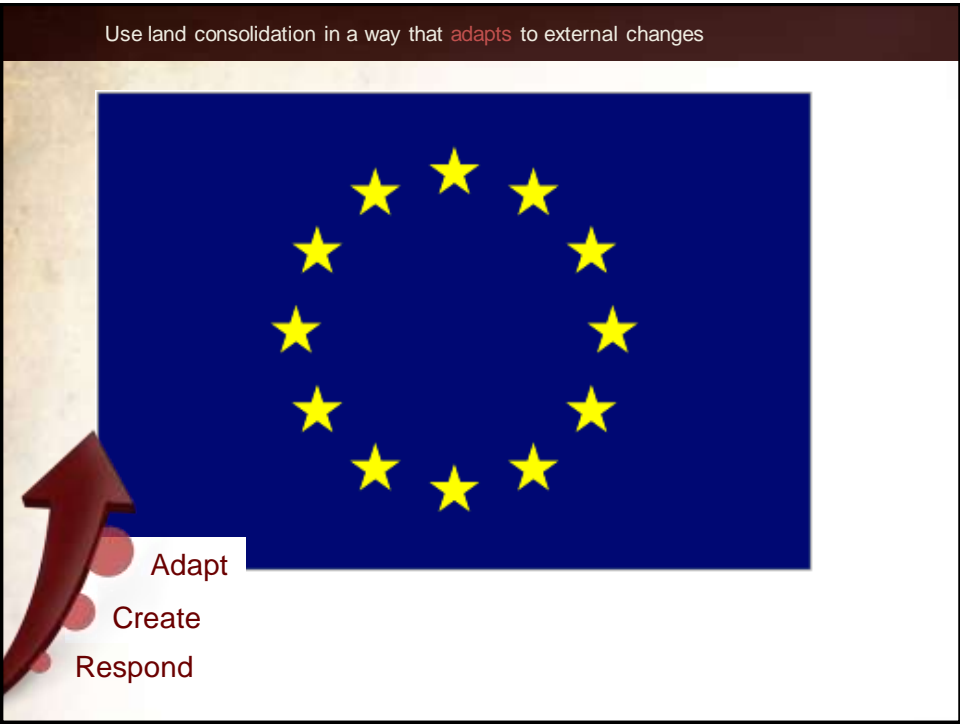 Use land consolidation in a way that adapts to external changes
Adapt
Create
Respond